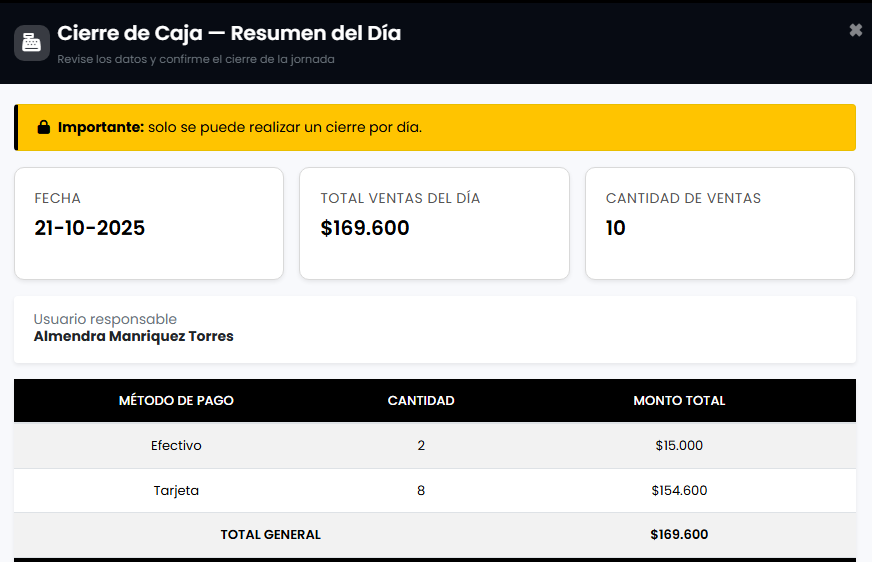 Cierre de Caja — Resumen del Día
Revise los datos y confirme el cierre de la jornada
Importante: solo se puede realizar un cierre por día.
FECHA
21-10-2025
TOTAL VENTAS DEL DÍA
$169.600
CANTIDAD DE VENTAS
10
Usuario responsable
Almendra Manriquez Torres
MÉTODO DE PAGO CANTIDAD MONTO TOTAL
Efectivo 2 $15.000
Tarjeta 8 $154.600
TOTAL GENERAL $169.600